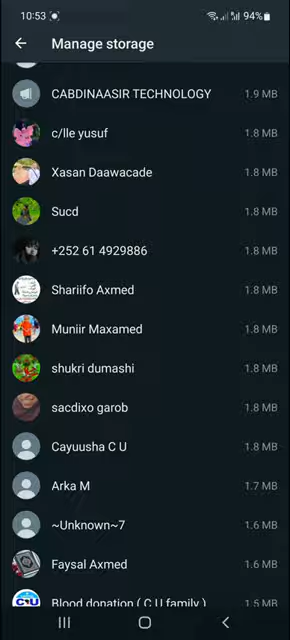 10:53 94%
Manage storage
CABDINAASIR TECHNOLOGY 1.9 MB
c/lle yusuf 1.8 MB
Xasan Daawacade 1.8 MB
Sucd 1.8 MB
+252 61 4929886 1.8 MB
Shariifo Axmed 1.8 MB
Muniir Maxamed 1.8 MB
shukri dumashi 1.8 MB
sacdixo garob 1.8 MB
Cayuusha C U 1.8 MB
Arka M 1.7 MB
~Unknown~7 1.6 MB
Faysal Axmed 1.6 MB
Blood donation ( C U family ) 1.5 MB